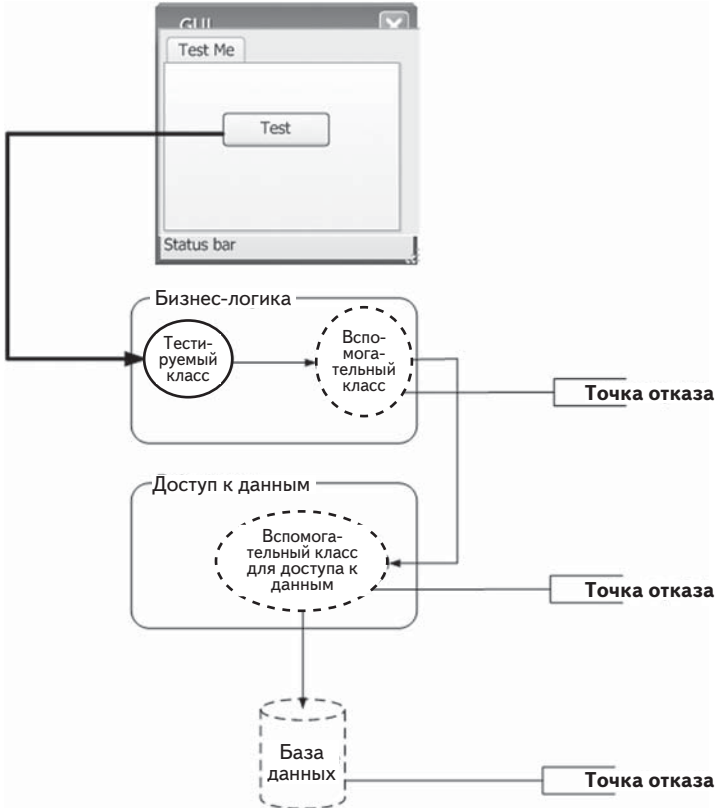 GUI
Test Me
Test
Status bar
Бизнес-логика
Тести-
руемый
класс
Вспо-
мога-
тельный
класс
Точка отказа
Доступ к данным
Вспомога-
тельный класс
для доступа к
данным
Точка отказа
База
данных
Точка отказа